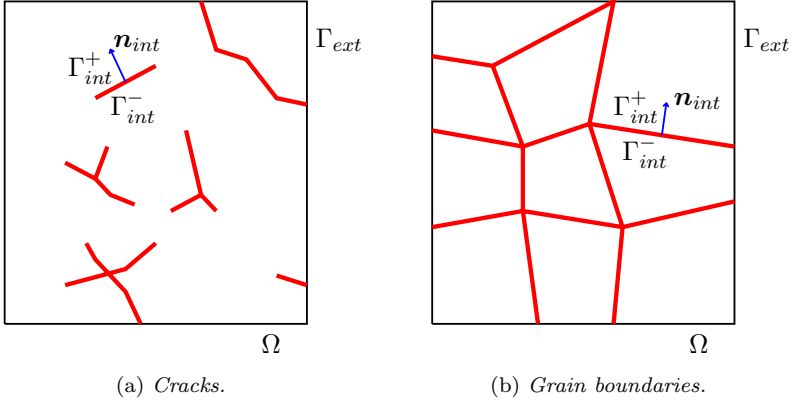 n_int
Γ_ext
Γ⁺_int
Γ⁻_int
Ω
(a) Cracks.
Γ_ext
n_int
Γ⁺_int
Γ⁻_int
Ω
(b) Grain boundaries.